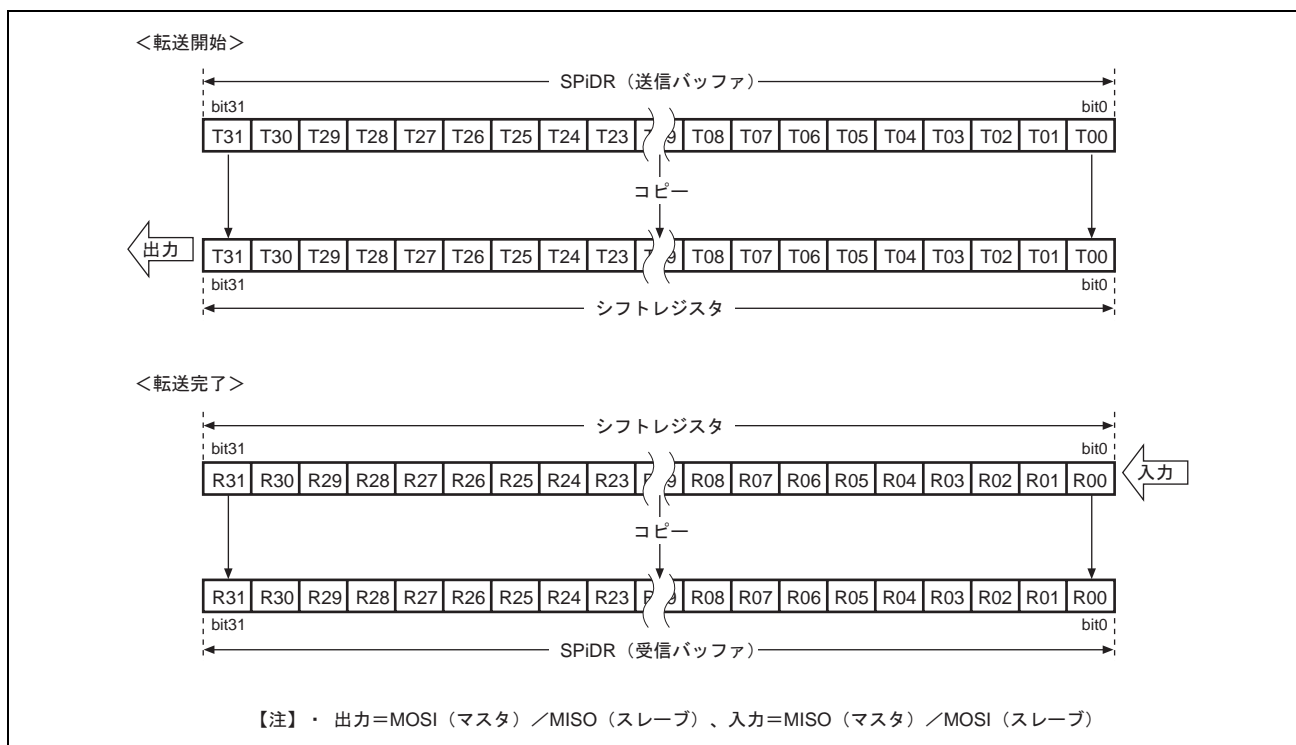 ＜転送開始＞
SPiDR（送信バッファ）
bit31 bit0
T31 T30 T29 T28 T27 T26 T25 T24 T23 T08 T07 T06 T05 T04 T03 T02 T01 T00
コピー
出力
T31 T30 T29 T28 T27 T26 T25 T24 T23 T08 T07 T06 T05 T04 T03 T02 T01 T00
bit31 bit0
シフトレジスタ
＜転送完了＞
シフトレジスタ
bit31 bit0
R31 R30 R29 R28 R27 R26 R25 R24 R23 R08 R07 R06 R05 R04 R03 R02 R01 R00
入力
コピー
R31 R30 R29 R28 R27 R26 R25 R24 R23 R08 R07 R06 R05 R04 R03 R02 R01 R00
bit31 bit0
SPiDR（受信バッファ）
【注】・ 出力＝MOSI（マスタ）／MISO（スレーブ）、入力＝MISO（マスタ）／MOSI（スレーブ）